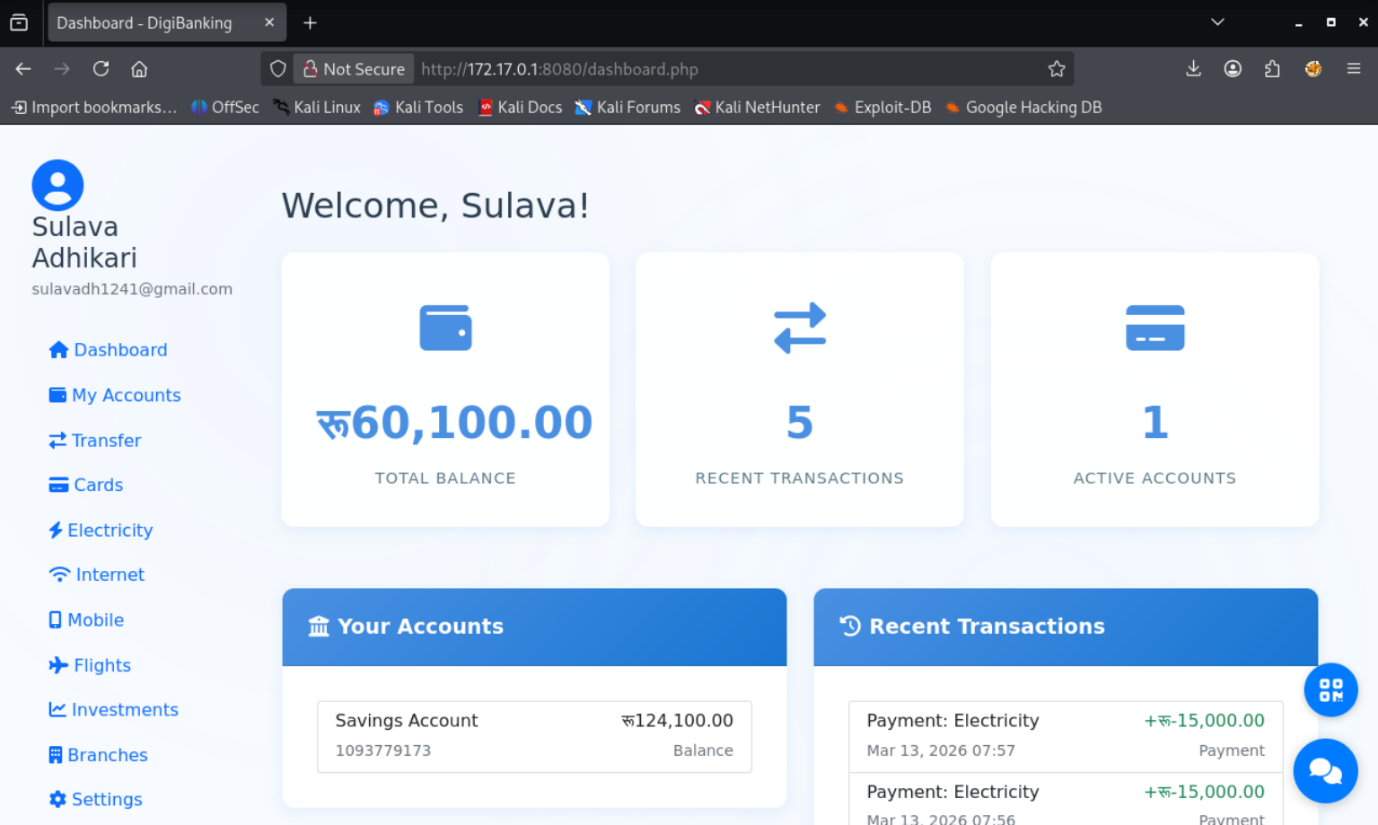 Dashboard - DigiBanking
Not Secure
http://172.17.0.1:8080/dashboard.php
Import bookmarks... OffSec Kali Linux Kali Tools Kali Docs Kali Forums Kali NetHunter Exploit-DB Google Hacking DB
Sulava
Adhikari
sulavadh1241@gmail.com
Dashboard
My Accounts
Transfer
Cards
Electricity
Internet
Mobile
Flights
Investments
Branches
Settings
Welcome, Sulava!
रू60,100.00
TOTAL BALANCE
5
RECENT TRANSACTIONS
1
ACTIVE ACCOUNTS
Your Accounts
Savings Account रू124,100.00
1093779173 Balance
Recent Transactions
Payment: Electricity +रू-15,000.00
Mar 13, 2026 07:57 Payment
Payment: Electricity +रू-15,000.00
Mar 13, 2026 07:56 Payment